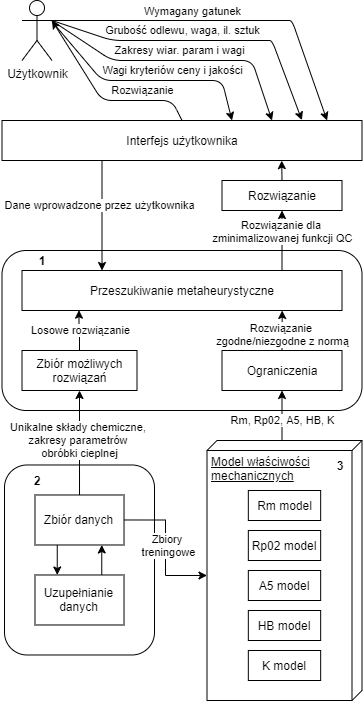 Wymagany gatunek
Grubość odlewu, waga, il. sztuk
Zakresy wiar. param i wagi
Wagi kryteriów ceny i jakości
Rozwiązanie
Użytkownik
Interfejs użytkownika
Dane wprowadzone przez użytkownika
Rozwiązanie
Rozwiązanie dla
zminimalizowanej funkcji QC
1
Przeszukiwanie metaheurystyczne
Losowe rozwiązanie
Rozwiązanie
zgodne/niezgodne z normą
Zbiór możliwych
rozwiązań
Ograniczenia
Unikalne składy chemiczne,
zakresy parametrów
obróbki cieplnej
Rm, Rp02, A5, HB, K
2
Zbiór danych
Uzupełnianie
danych
Zbiory
treningowe
Model właściwości
mechanicznych
3
Rm model
Rp02 model
A5 model
HB model
K model